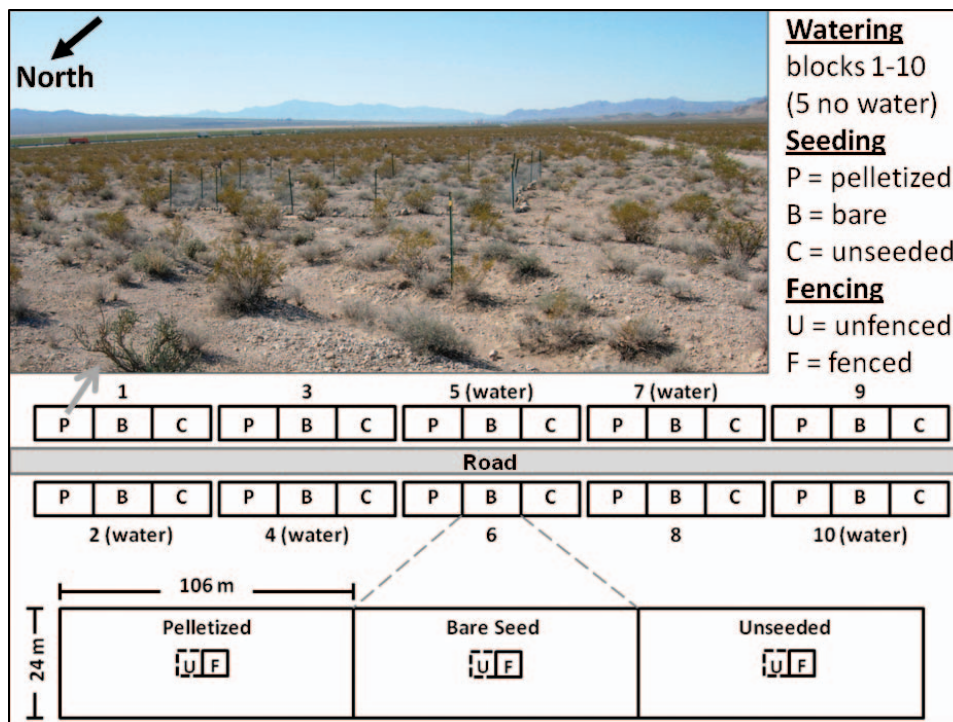 North
Watering
blocks 1-10
(5 no water)
Seeding
P = pelletized
B = bare
C = unseeded
Fencing
U = unfenced
F = fenced
1 3 5 (water) 7 (water) 9
P B C P B C P B C P B C P B C
Road
P B C P B C P B C P B C P B C
2 (water) 4 (water) 6 8 10 (water)
106 m
24 m
Pelletized Bare Seed Unseeded
U F U F U F